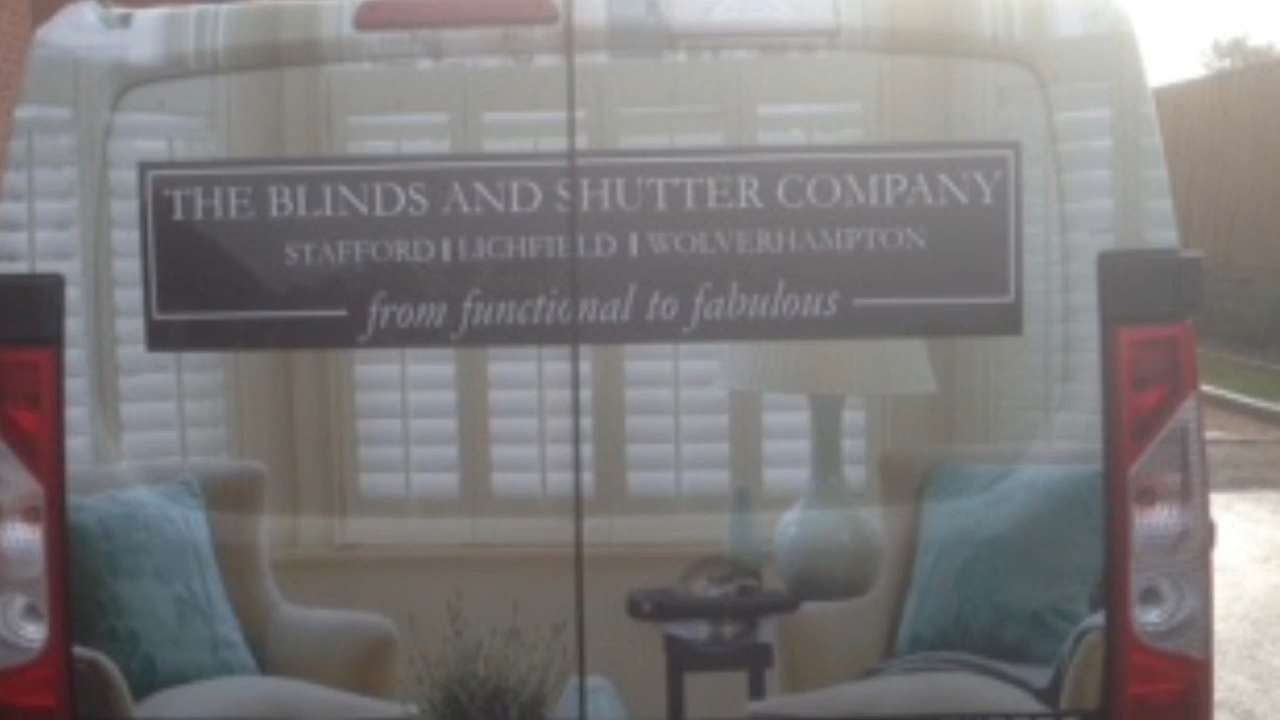 THE BLINDS AND SHUTTER COMPANY
STAFFORD | LICHFIELD | WOLVERHAMPTON
from functional to fabulous